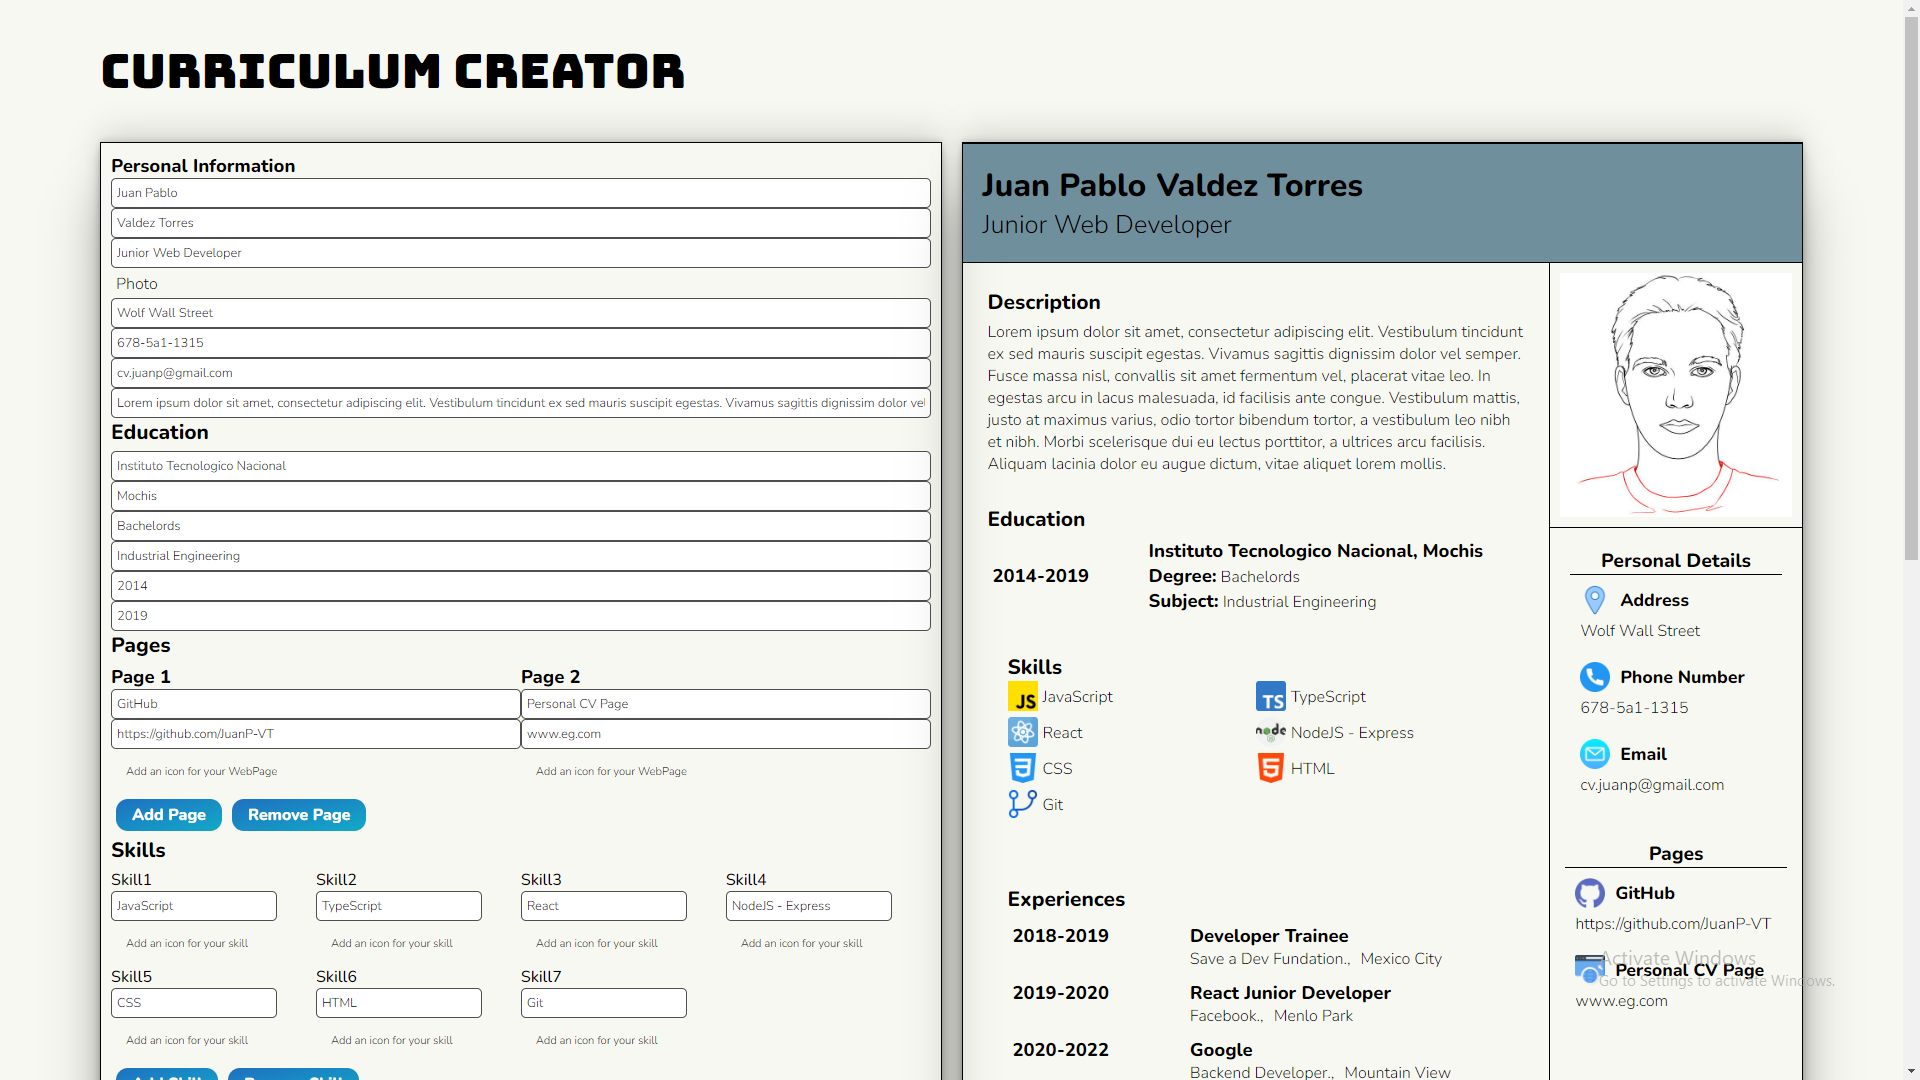 CURRICULUM CREATOR
Personal Information
Juan Pablo
Valdez Torres
Junior Web Developer
Photo
Wolf Wall Street
678-5a1-1315
cv.juanp@gmail.com
Lorem ipsum dolor sit amet, consectetur adipiscing elit. Vestibulum tincidunt ex sed mauris suscipit egestas. Vivamus sagittis dignissim dolor vel
Education
Instituto Tecnologico Nacional
Mochis
Bachelords
Industrial Engineering
2014
2019
Pages
Page 1 Page 2
GitHub Personal CV Page
https://github.com/JuanP-VT www.eg.com
Add an icon for your WebPage Add an icon for your WebPage
Add Page Remove Page
Skills
Skill1 Skill2 Skill3 Skill4
JavaScript TypeScript React NodeJS - Express
Add an icon for your skill Add an icon for your skill Add an icon for your skill Add an icon for your skill
Skill5 Skill6 Skill7
CSS HTML Git
Add an icon for your skill Add an icon for your skill Add an icon for your skill
Add Skill Remove Skill
Juan Pablo Valdez Torres
Junior Web Developer
Description
Lorem ipsum dolor sit amet, consectetur adipiscing elit. Vestibulum tincidunt
ex sed mauris suscipit egestas. Vivamus sagittis dignissim dolor vel semper.
Fusce massa nisl, convallis sit amet fermentum vel, placerat vitae leo. In
egestas arcu in lacus malesuada, id facilisis ante congue. Vestibulum mattis,
justo at maximus varius, odio tortor bibendum tortor, a vestibulum leo nibh
et nibh. Morbi scelerisque dui eu lectus porttitor, a ultrices arcu facilisis.
Aliquam lacinia dolor eu augue dictum, vitae aliquet lorem mollis.
Education
Instituto Tecnologico Nacional, Mochis
2014-2019 Degree: Bachelords
Subject: Industrial Engineering
Skills
JS JavaScript TS TypeScript
React node NodeJS - Express
CSS HTML
Git
Experiences
2018-2019 Developer Trainee
Save a Dev Fundation., Mexico City
2019-2020 React Junior Developer
Facebook., Menlo Park
2020-2022 Google
Backend Developer., Mountain View
Personal Details
Address
Wolf Wall Street
Phone Number
678-5a1-1315
Email
cv.juanp@gmail.com
Pages
GitHub
https://github.com/JuanP-VT
Personal CV Page
www.eg.com
Activate Windows
Go to Settings to activate Windows.